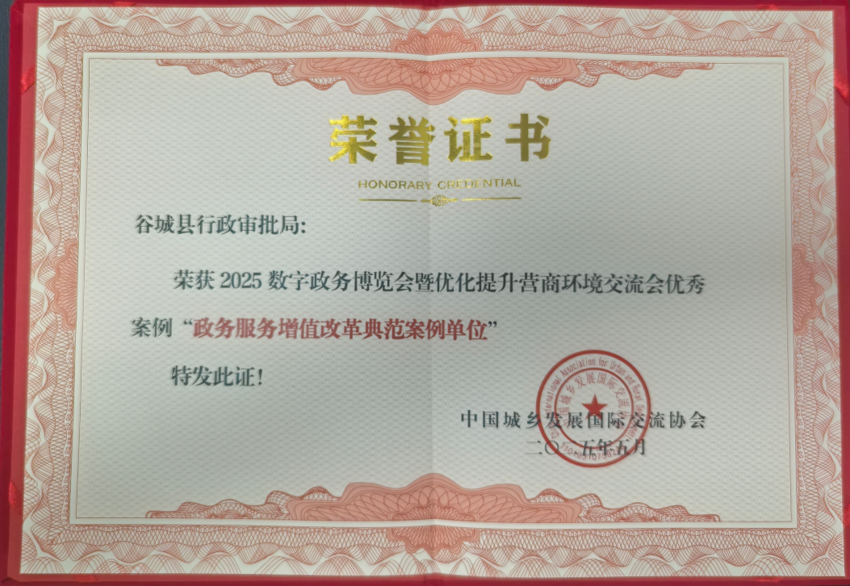 荣誉证书
HONORARY CREDENTIAL
谷城县行政审批局：
荣获 2025 数字政务博览会暨优化提升营商环境交流会优秀
案例“政务服务增值改革典范案例单位”
特发此证！
中国城乡发展国际交流协会
二〇二五年五月